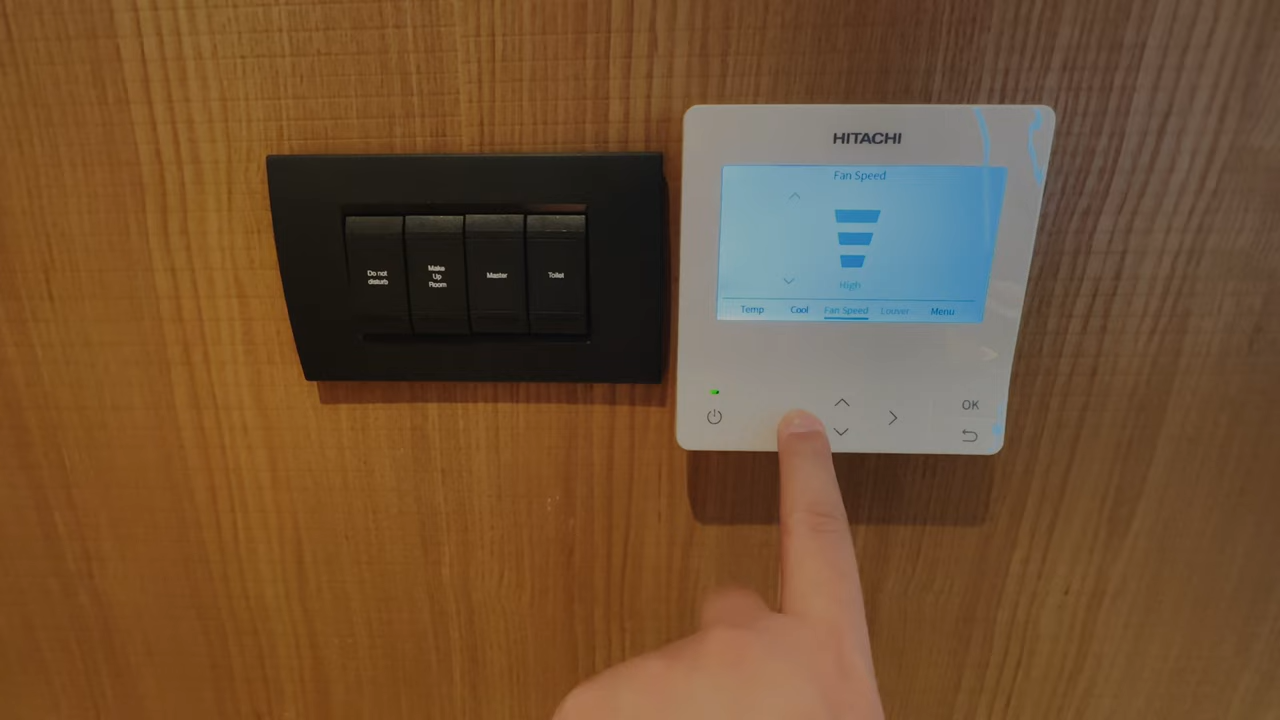 HITACHI
Fan Speed
High
Temp Cool Fan Speed Louver Menu
Do not
disturb
Make
Up
Room
Master
Toilet
OK